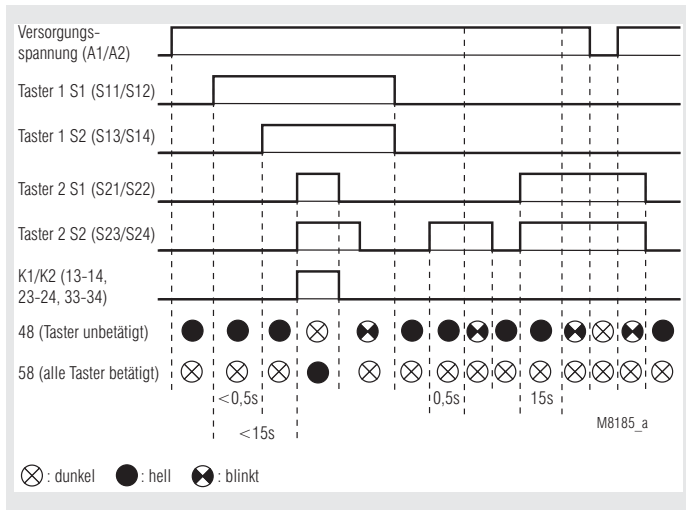 Versorgungs-
spannung (A1/A2)
Taster 1 S1 (S11/S12)
Taster 1 S2 (S13/S14)
Taster 2 S1 (S21/S22)
Taster 2 S2 (S23/S24)
K1/K2 (13-14,
23-24, 33-34)
48 (Taster unbetätigt)
58 (alle Taster betätigt)
<0,5s 0,5s 15s
<15s
M8185_a
: dunkel : hell : blinkt